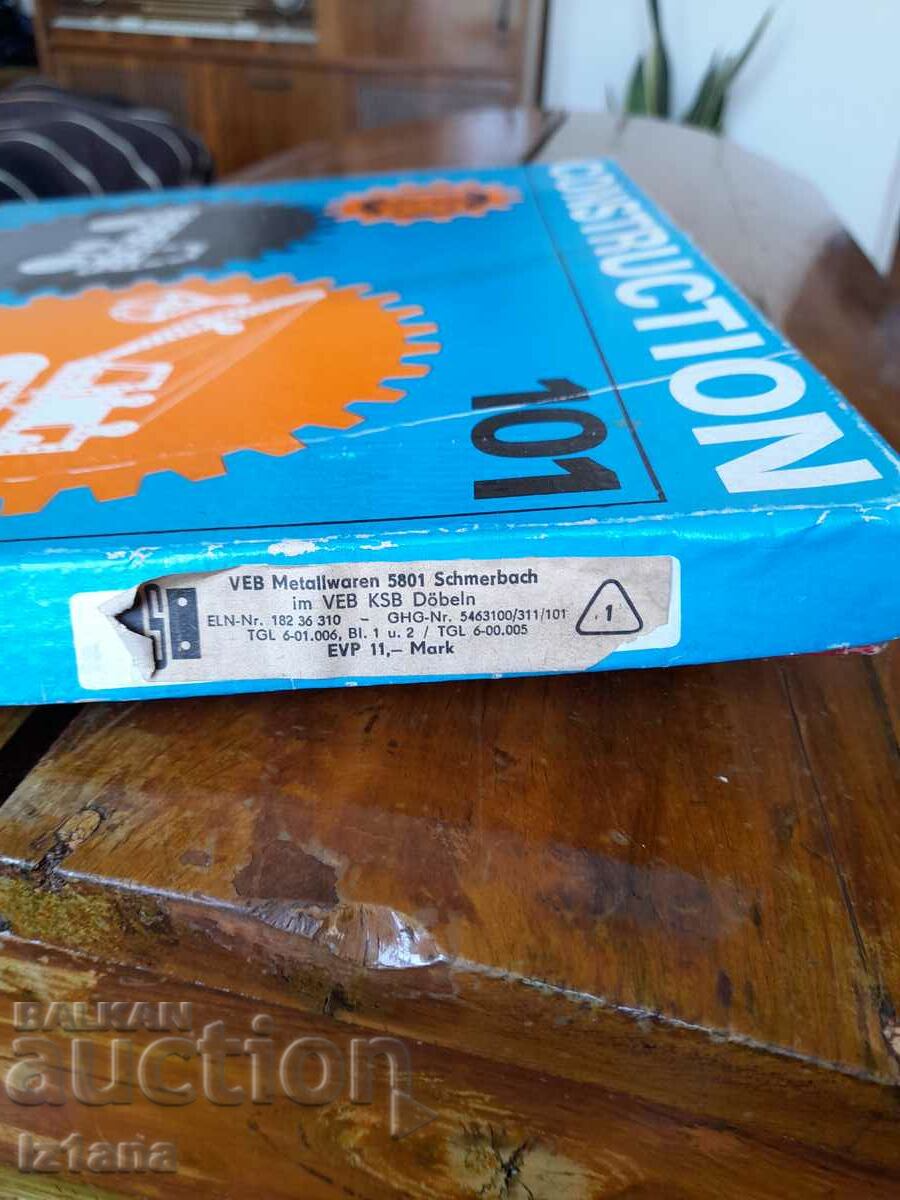 CONSTRUCTION
101
VEB Metallwaren 5801 Schmerbach
im VEB KSB Döbeln
ELN-Nr. 182 36 310 – GHG-Nr. 5463100/311/101
TGL 6-01.006, Bl. 1 u. 2 / TGL 6-00.005
EVP 11,– Mark
1
BALKAN
auction
iz1ana